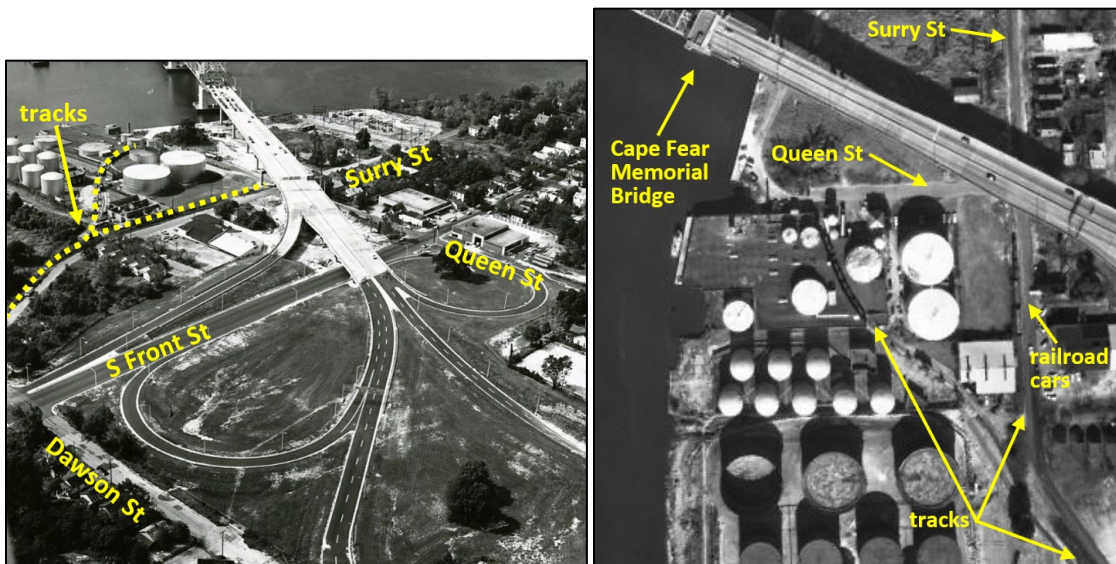 tracks
Surry St
Queen St
S Front St
Dawson St
Surry St
Cape Fear
Memorial
Bridge
Queen St
railroad
cars
tracks